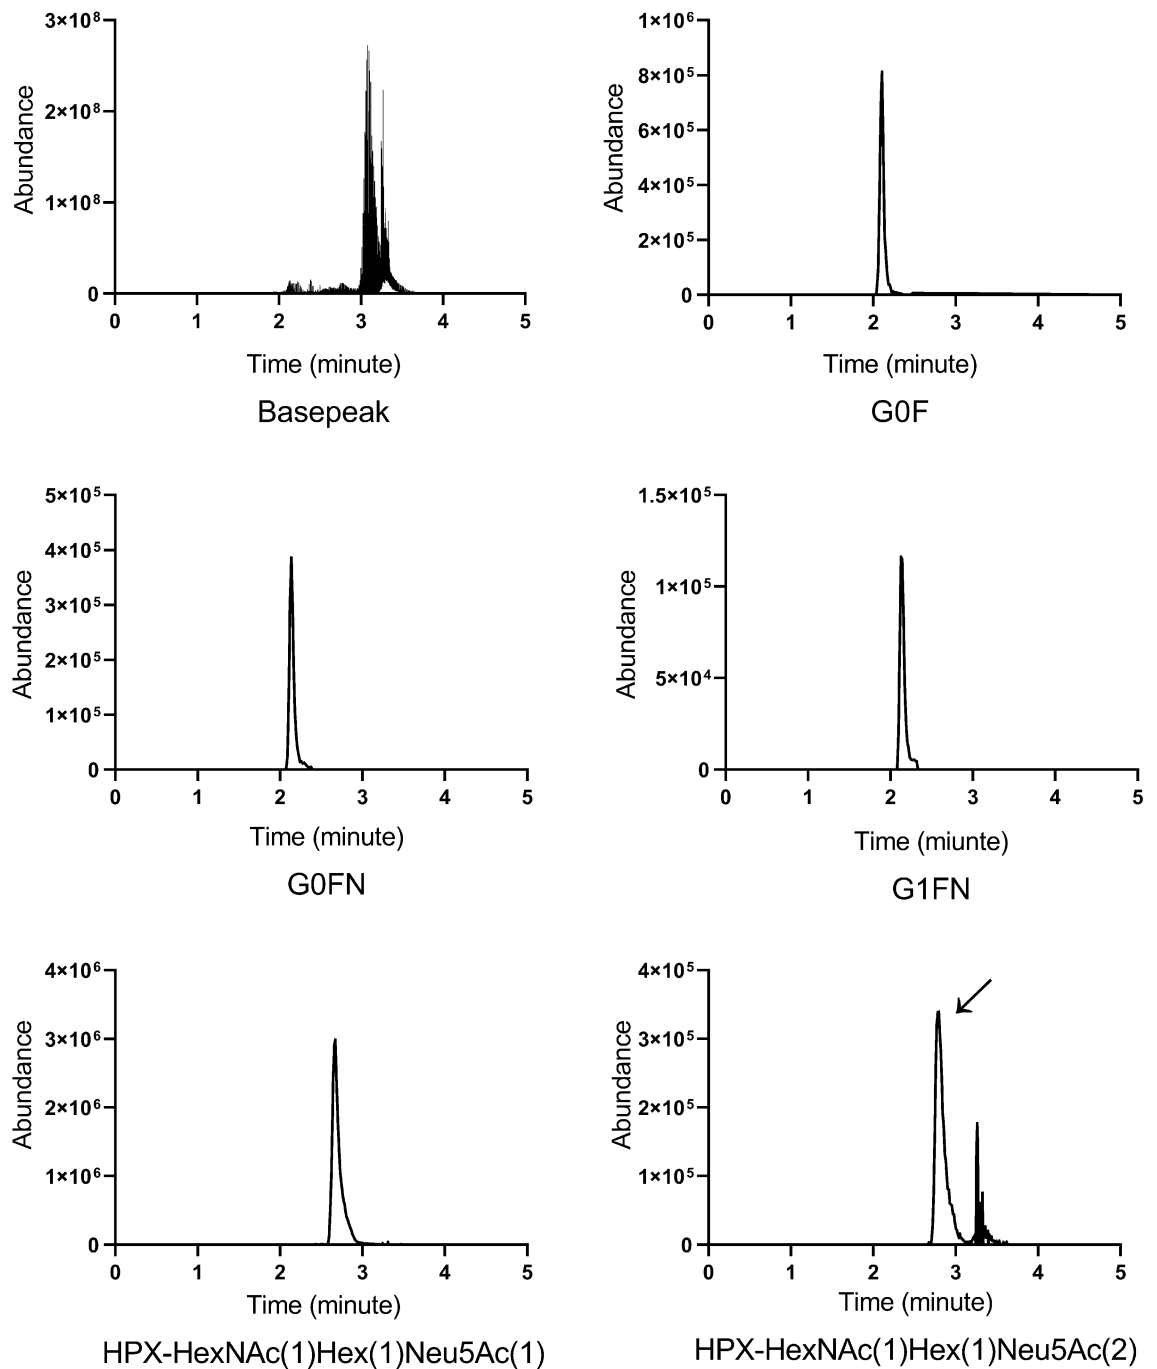 3×10⁸
2×10⁸
1×10⁸
0
Abundance
0 1 2 3 4 5
Time (minute)
Basepeak
1×10⁶
8×10⁵
6×10⁵
4×10⁵
2×10⁵
0
Abundance
0 1 2 3 4 5
Time (minute)
G0F
5×10⁵
4×10⁵
3×10⁵
2×10⁵
1×10⁵
0
Abundance
0 1 2 3 4 5
Time (minute)
G0FN
1.5×10⁵
1×10⁵
5×10⁴
0
Abundance
0 1 2 3 4 5
Time (miunte)
G1FN
4×10⁶
3×10⁶
2×10⁶
1×10⁶
0
Abundance
0 1 2 3 4 5
Time (minute)
HPX-HexNAc(1)Hex(1)Neu5Ac(1)
4×10⁵
3×10⁵
2×10⁵
1×10⁵
0
Abundance
0 1 2 3 4 5
Time (minute)
HPX-HexNAc(1)Hex(1)Neu5Ac(2)